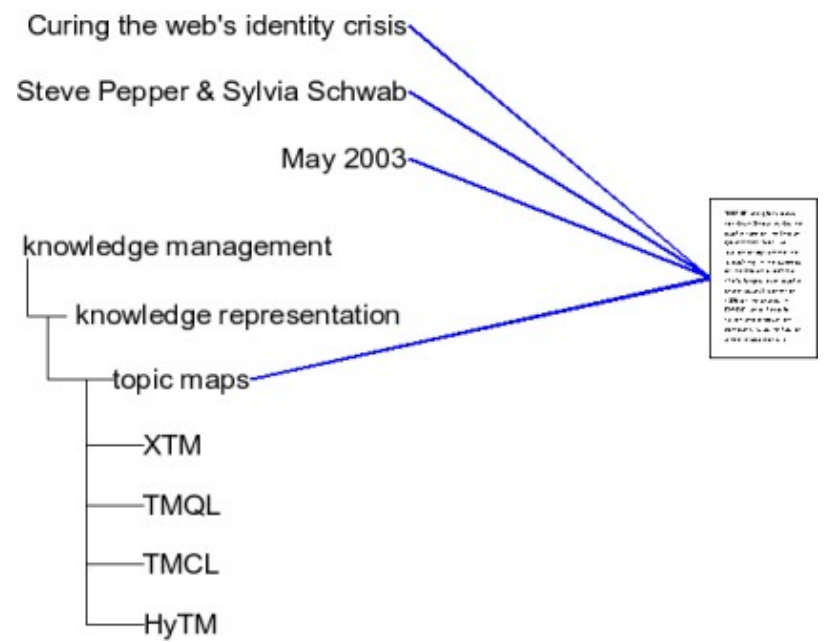 Curing the web's identity crisis
Steve Pepper & Sylvia Schwab
May 2003
knowledge management
knowledge representation
topic maps
XTM
TMQL
TMCL
HyTM